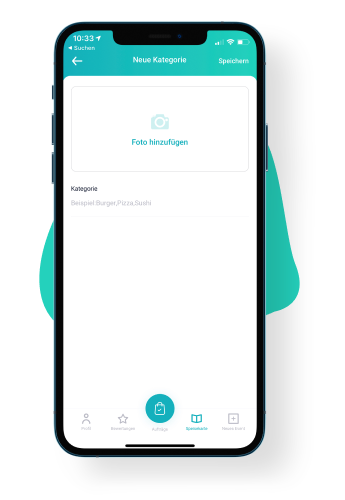 10:33
◀ Suchen
Neue Kategorie
Speichern
Foto hinzufügen
Kategorie
Beispiel:Burger,Pizza,Sushi
Profil
Bewertungen
Aufträge
Speisekarte
Neues Event